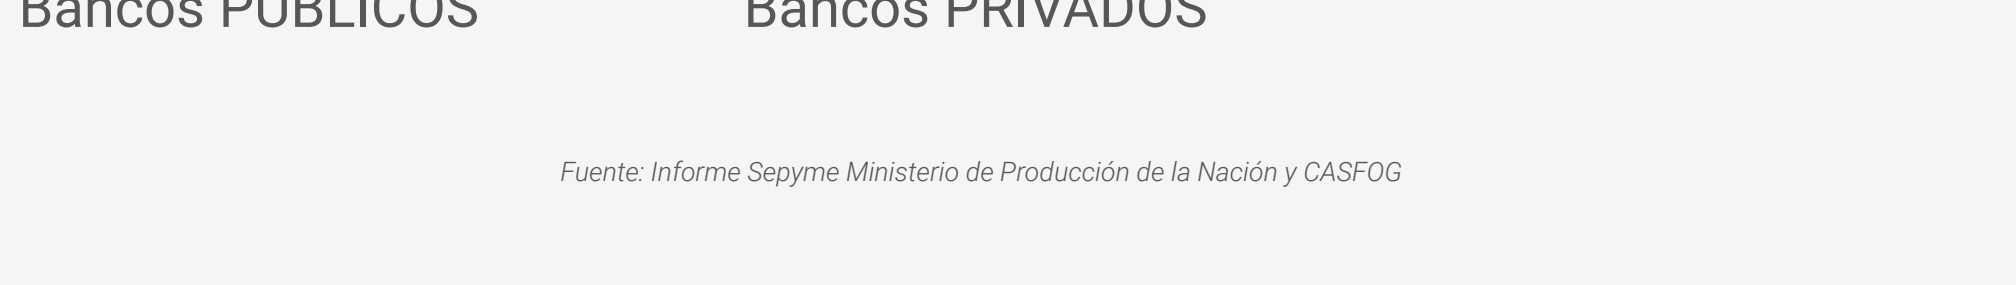 Bancos PÚBLICOS Bancos PRIVADOS
Fuente: Informe Sepyme Ministerio de Producción de la Nación y CASFOG